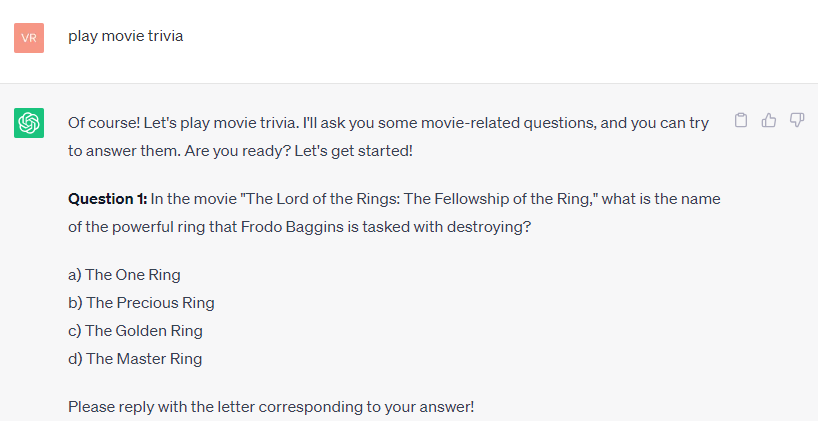 VR
play movie trivia
Of course! Let's play movie trivia. I'll ask you some movie-related questions, and you can try
to answer them. Are you ready? Let's get started!
Question 1: In the movie "The Lord of the Rings: The Fellowship of the Ring," what is the name
of the powerful ring that Frodo Baggins is tasked with destroying?
a) The One Ring
b) The Precious Ring
c) The Golden Ring
d) The Master Ring
Please reply with the letter corresponding to your answer!